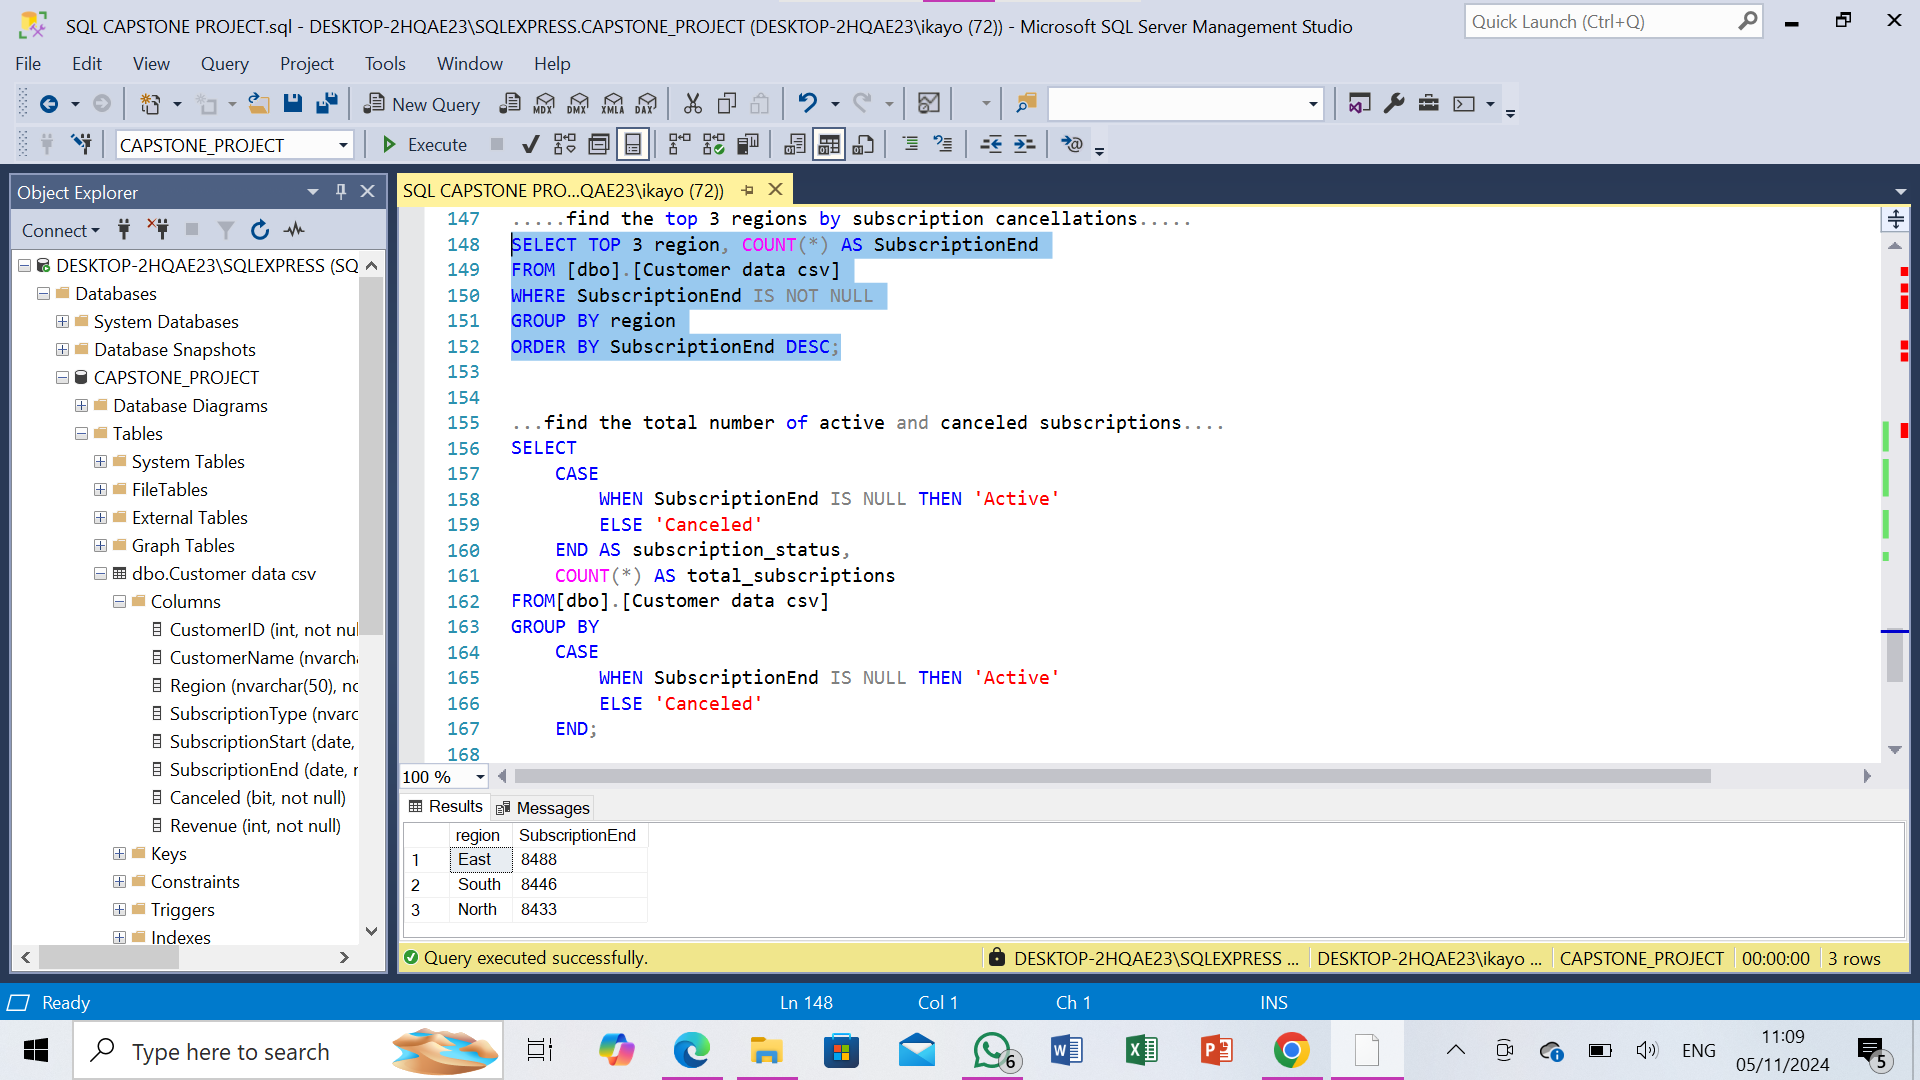 SQL CAPSTONE PROJECT.sql - DESKTOP-2HQAE23\SQLEXPRESS.CAPSTONE_PROJECT (DESKTOP-2HQAE23\ikayo (72)) - Microsoft SQL Server Management Studio
Quick Launch (Ctrl+Q)
File Edit View Query Project Tools Window Help
New Query MDX DMX XMLA DAX
CAPSTONE_PROJECT Execute
Object Explorer
Connect
DESKTOP-2HQAE23\SQLEXPRESS (SQ
Databases
System Databases
Database Snapshots
CAPSTONE_PROJECT
Database Diagrams
Tables
System Tables
FileTables
External Tables
Graph Tables
dbo.Customer data csv
Columns
CustomerID (int, not nul
CustomerName (nvarcha
Region (nvarchar(50), no
SubscriptionType (nvarc
SubscriptionStart (date,
SubscriptionEnd (date, n
Canceled (bit, not null)
Revenue (int, not null)
Keys
Constraints
Triggers
Indexes
SQL CAPSTONE PRO...QAE23\ikayo (72))
147 .....find the top 3 regions by subscription cancellations.....
148 SELECT TOP 3 region, COUNT(*) AS SubscriptionEnd
149 FROM [dbo].[Customer data csv]
150 WHERE SubscriptionEnd IS NOT NULL
151 GROUP BY region
152 ORDER BY SubscriptionEnd DESC;
153
154
155 ...find the total number of active and canceled subscriptions....
156 SELECT
157 CASE
158 WHEN SubscriptionEnd IS NULL THEN 'Active'
159 ELSE 'Canceled'
160 END AS subscription_status,
161 COUNT(*) AS total_subscriptions
162 FROM[dbo].[Customer data csv]
163 GROUP BY
164 CASE
165 WHEN SubscriptionEnd IS NULL THEN 'Active'
166 ELSE 'Canceled'
167 END;
168
100 %
Results Messages
region SubscriptionEnd
1 East 8488
2 South 8446
3 North 8433
Query executed successfully. DESKTOP-2HQAE23\SQLEXPRESS ... DESKTOP-2HQAE23\ikayo ... CAPSTONE_PROJECT 00:00:00 3 rows
Ready Ln 148 Col 1 Ch 1 INS
Type here to search
6
ENG
11:09
05/11/2024
5